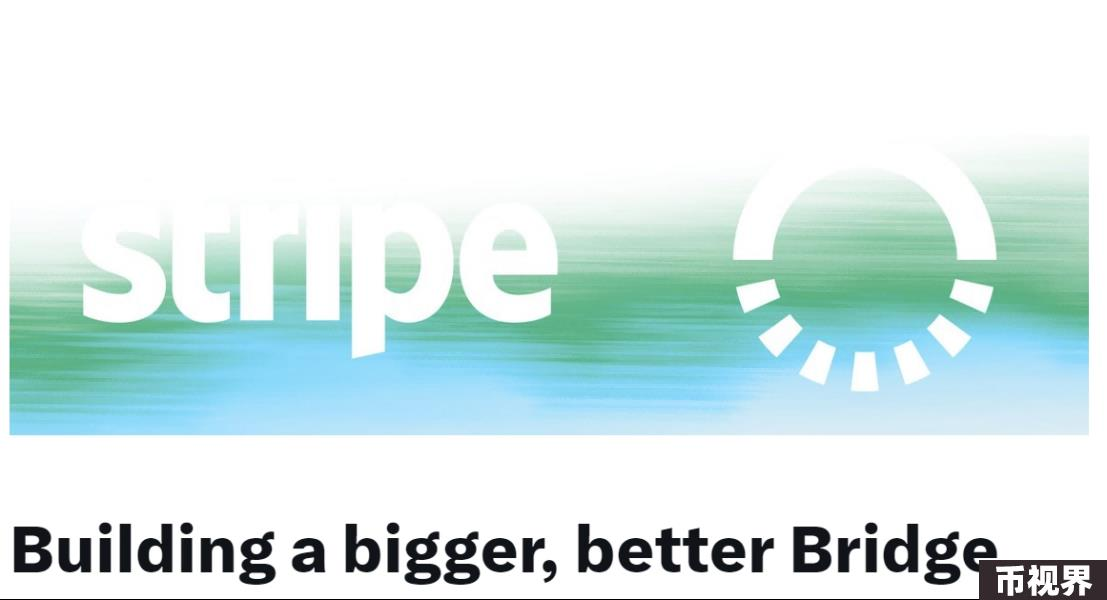 stripe
Building a bigger, better Bridge
币视界